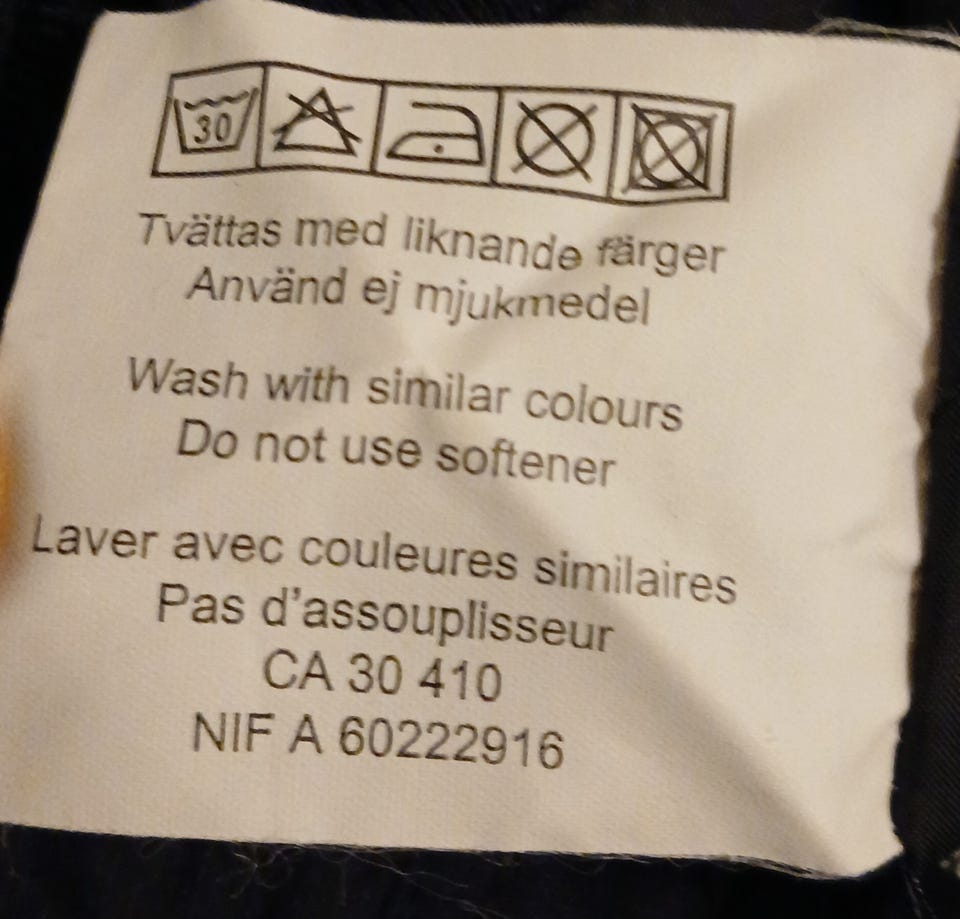 30
Tvättas med liknande färger
Använd ej mjukmedel
Wash with similar colours
Do not use softener
Laver avec couleures similaires
Pas d'assouplisseur
CA 30 410
NIF A 60222916